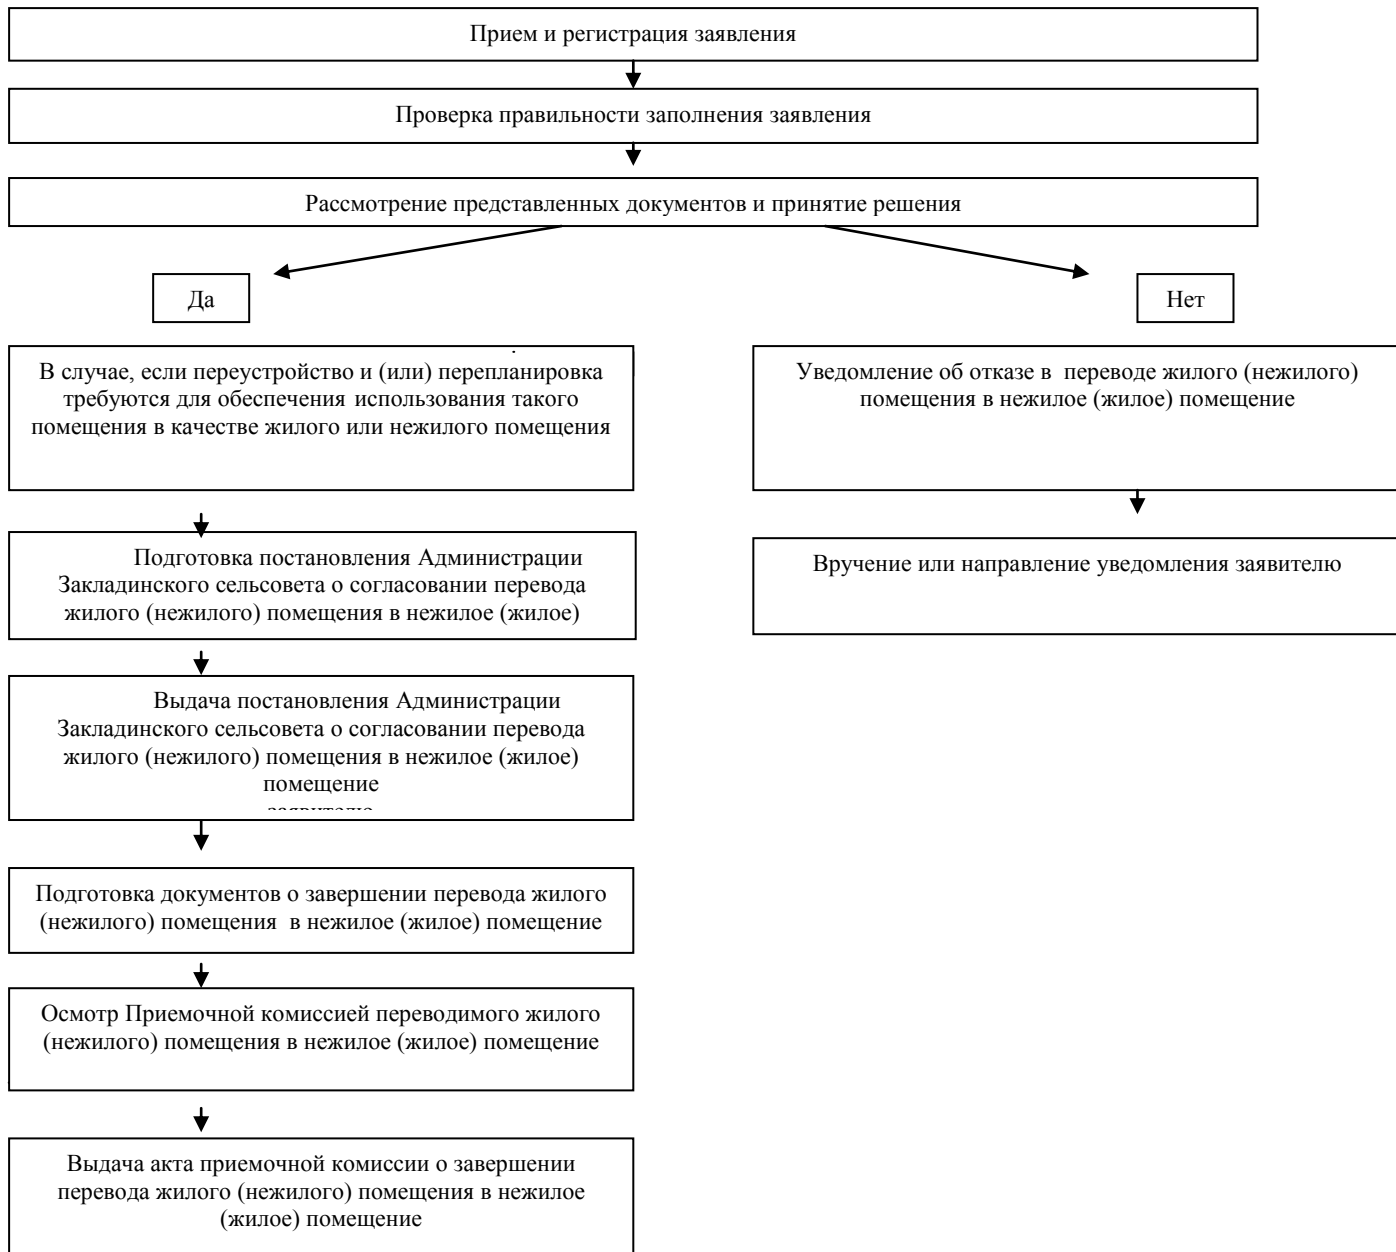 Прием и регистрация заявления
Проверка правильности заполнения заявления
Рассмотрение представленных документов и принятие решения
Да
Нет
В случае, если переустройство и (или) перепланировка
требуются для обеспечения использования такого
помещения в качестве жилого или нежилого помещения
Уведомление об отказе в переводе жилого (нежилого)
помещения в нежилое (жилое) помещение
Подготовка постановления Администрации
Закладинского сельсовета о согласовании перевода
жилого (нежилого) помещения в нежилое (жилое)
Вручение или направление уведомления заявителю
Выдача постановления Администрации
Закладинского сельсовета о согласовании перевода
жилого (нежилого) помещения в нежилое (жилое)
помещение
заявителю
Подготовка документов о завершении перевода жилого
(нежилого) помещения в нежилое (жилое) помещение
Осмотр Приемочной комиссией переводимого жилого
(нежилого) помещения в нежилое (жилое) помещение
Выдача акта приемочной комиссии о завершении
перевода жилого (нежилого) помещения в нежилое
(жилое) помещение